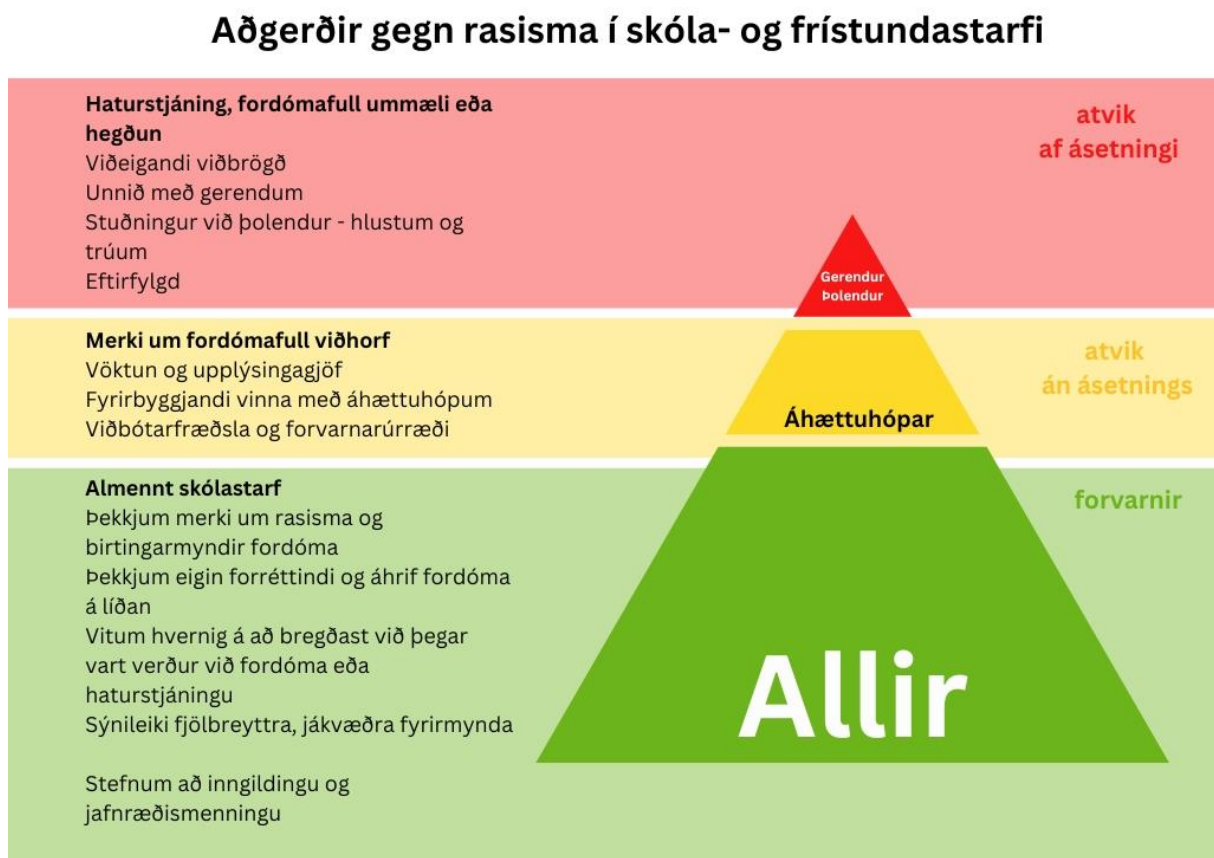 Aðgerðir gegn rasisma í skóla- og frístundastarfi
Haturstjáning, fordómafull ummæli eða
hegðun
Viðeigandi viðbrögð
Unnið með gerendum
Stuðningur við þolendur - hlustum og
trúum
Eftirfylgd
atvik
af ásetningi
Gerendur
Þolendur
Merki um fordómafull viðhorf
Vöktun og upplýsingagjöf
Fyrirbyggjandi vinna með áhættuhópum
Viðbótarfræðsla og forvarnarúrræði
atvik
án ásetnings
Áhættuhópar
Almennt skólastarf
Þekkjum merki um rasisma og
birtingarmyndir fordóma
Þekkjum eigin forréttindi og áhrif fordóma
á líðan
Vitum hvernig á að bregðast við þegar
vart verður við fordóma eða
haturstjáningu
Sýnileiki fjölbreyttra, jákvæðra fyrirmynda
Stefnum að inngildingu og
jafnræðismenningu
forvarnir
Allir